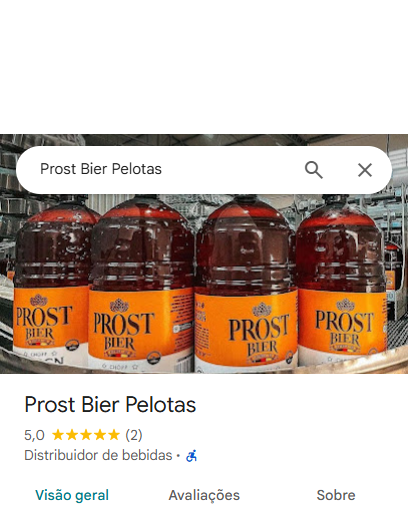 Prost Bier Pelotas
PROST
BIER
PROST
BIER
PROST
BIER
PROST
BIER
Prost Bier Pelotas
5,0 (2)
Distribuidor de bebidas ·
Visão geral
Avaliações
Sobre